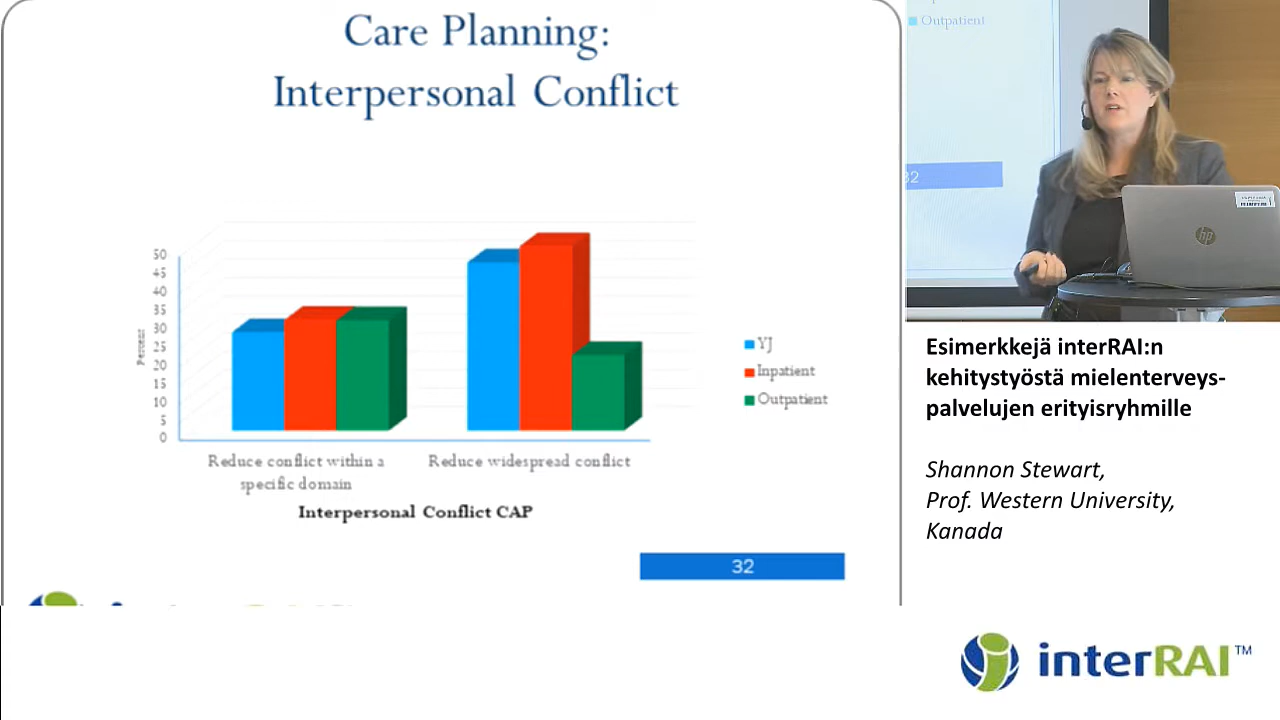 Care Planning:
Interpersonal Conflict
50
45
40
35
30
25
20
15
10
5
0
Percent
Reduce conflict within a
specific domain
Reduce widespread conflict
Interpersonal Conflict CAP
YJ
Inpatient
Outpatient
32
Outpatient
32
hp
Esimerkkejä interRAI:n
kehitystyöstä mielenterveys-
palvelujen erityisryhmille
Shannon Stewart,
Prof. Western University,
Kanada
interRAI™